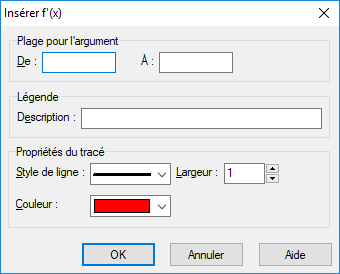 Insérer f'(x)
Plage pour l'argument
De : À :
Légende
Description :
Propriétés du tracé
Style de ligne : Largeur : 1
Couleur :
OK Annuler Aide